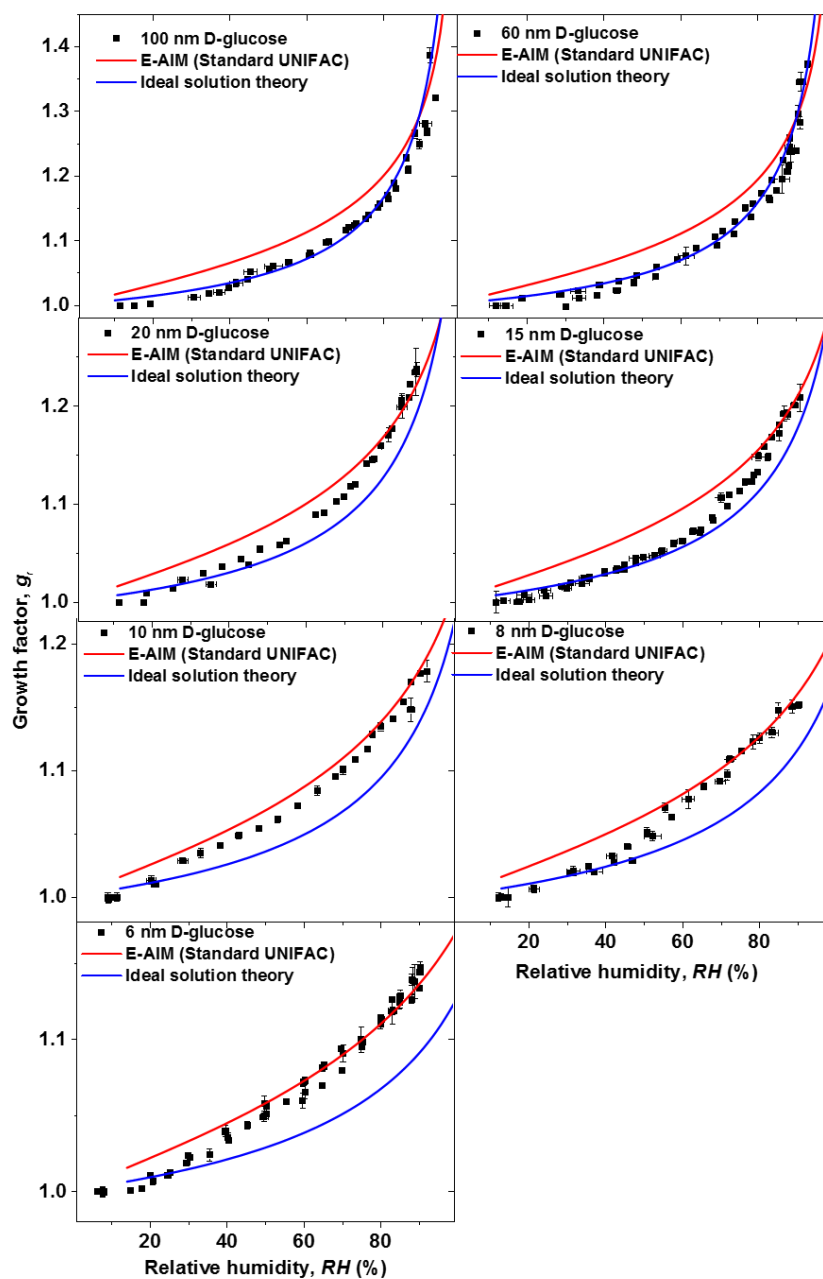 100 nm D-glucose
E-AIM (Standard UNIFAC)
Ideal solution theory
60 nm D-glucose
E-AIM (Standard UNIFAC)
Ideal solution theory
1.4
1.3
1.2
1.1
1.0
20 nm D-glucose
E-AIM (Standard UNIFAC)
Ideal solution theory
15 nm D-glucose
E-AIM (Standard UNIFAC)
Ideal solution theory
1.2
1.1
1.0
10 nm D-glucose
E-AIM (Standard UNIFAC)
Ideal solution theory
8 nm D-glucose
E-AIM (Standard UNIFAC)
Ideal solution theory
1.2
1.1
1.0
Growth factor, gf
6 nm D-glucose
E-AIM (Standard UNIFAC)
Ideal solution theory
1.1
1.0
20 40 60 80
Relative humidity, RH (%)
20 40 60 80
Relative humidity, RH (%)